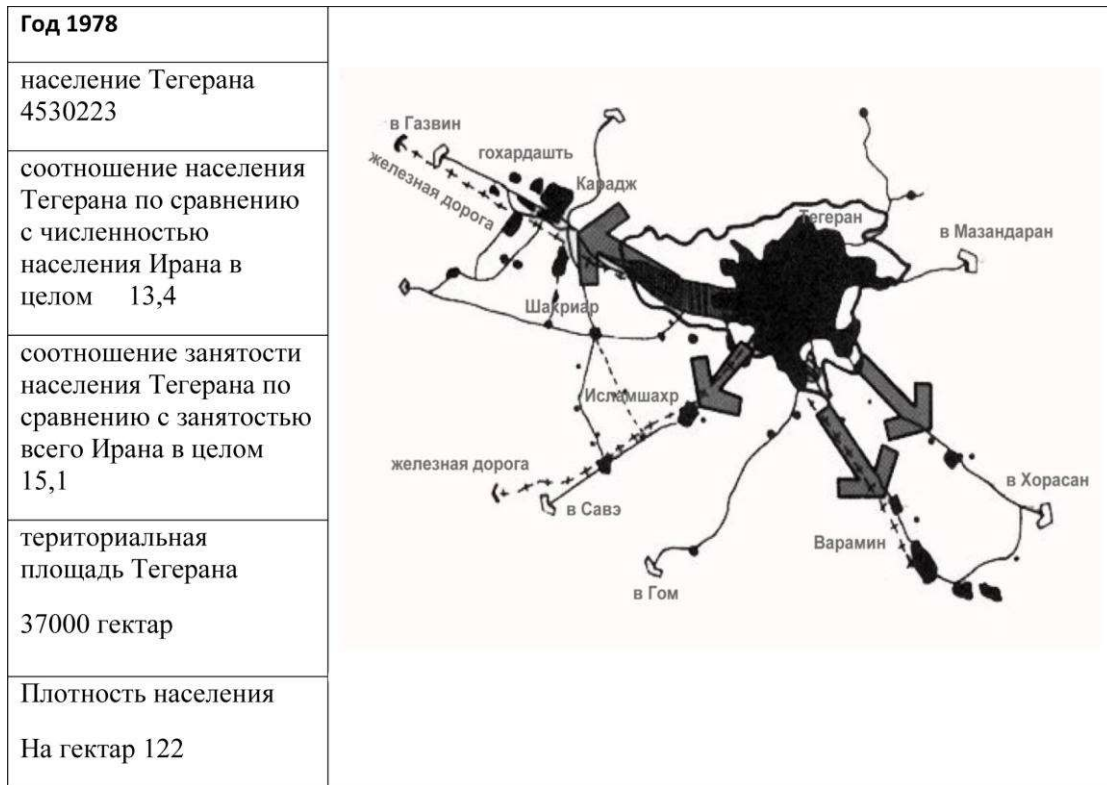 Год 1978
население Тегерана
4530223
соотношение населения
Тегерана по сравнению
с численностью
населения Ирана в
целом 13,4
соотношение занятости
населения Тегерана по
сравнению с занятостью
всего Ирана в целом
15,1
териториальная
площадь Тегерана
37000 гектар
Плотность населения
На гектар 122
в Газвин
гохардашть
железная дорога
Карадж
Тегеран
в Мазандаран
Шахриар
Исламшахр
железная дорога
в Савэ
в Хорасан
Варамин
в Гом